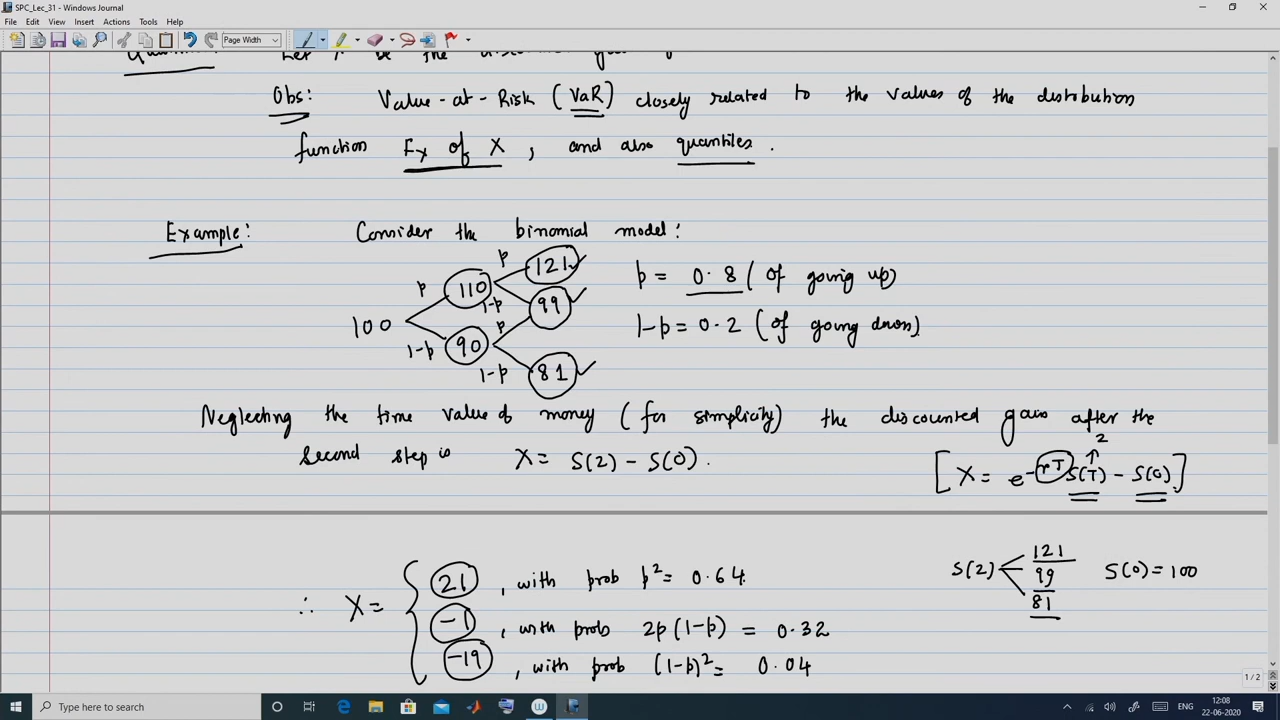 SPC_Lec_31 - Windows Journal
File Edit View Insert Actions Tools Help
Page Width
Let X be the
Obs: Value-at-Risk (VaR) closely related to the values of the distribution
function Fx of X, and also quantiles.
Example: Consider the binomial model:
p 121
p 110 p = 0.8 (of going up)
1-p 99
100 p 1-p = 0.2 (of going down)
1-p 90
1-p 81
Neglecting the time value of money (for simplicity) the discounted gain after the
second step is X = S(2) - S(0).
2
[X = e^-rT S(T) - S(0)]
S(2) 121 99 81 S(0) = 100
∴ X = { 21, with prob p² = 0.64
-1, with prob 2p(1-p) = 0.32
-19, with prob (1-p)² = 0.04
1 / 2
Type here to search
12:08
22-06-2020